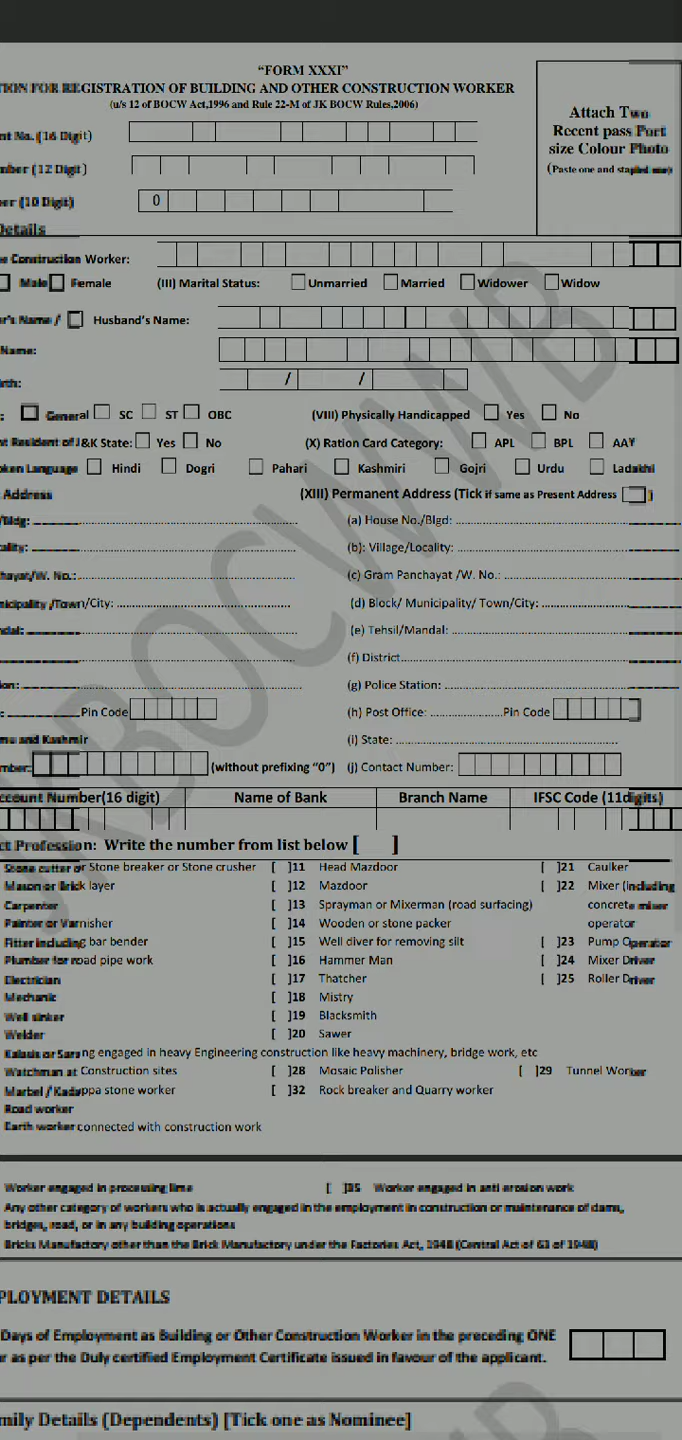 "FORM XXXI"
TION FOR REGISTRATION OF BUILDING AND OTHER CONSTRUCTION WORKER
(u/s 12 of BOCW Act,1996 and Rule 22-M of JK BOCW Rules,2006)
Attach Two
Recent pass Port
size Colour Photo
(Paste one and stapled one)
nt No. (16 Digit)
mber (12 Digit)
er (10 Digit) 0
Details
e Construction Worker:
Male Female (III) Marital Status: Unmarried Married Widower Widow
r's Name / Husband's Name:
Name:
rth: / /
: General SC ST OBC (VIII) Physically Handicapped Yes No
t Resident of J&K State: Yes No (X) Ration Card Category: APL BPL AAY
ken Language Hindi Dogri Pahari Kashmiri Gojri Urdu Ladakhi
Address (XIII) Permanent Address (Tick if same as Present Address )
/Bldg: (a) House No./Blgd:
ality: (b): Village/Locality:
hayat/W. No.: (c) Gram Panchayat /W. No.:
nicipality /Town/City: (d) Block/ Municipality/ Town/City:
dal: (e) Tehsil/Mandal:
(f) District
ion: (g) Police Station:
: Pin Code (h) Post Office: Pin Code
mu and Kashmir (i) State:
mber: (without prefixing "0") (j) Contact Number:
ccount Number(16 digit) Name of Bank Branch Name IFSC Code (11digits)
ct Profession: Write the number from list below [ ]
Stone cutter or Stone breaker or Stone crusher [ ]11 Head Mazdoor [ ]21 Caulker
Mason or Brick layer [ ]12 Mazdoor [ ]22 Mixer (including
Carpenter [ ]13 Sprayman or Mixerman (road surfacing) concrete mixer
Painter or Varnisher [ ]14 Wooden or stone packer operator
Fitter including bar bender [ ]15 Well diver for removing silt [ ]23 Pump Operator
Plumber for road pipe work [ ]16 Hammer Man [ ]24 Mixer Driver
Electrician [ ]17 Thatcher [ ]25 Roller Driver
Mechanic [ ]18 Mistry
Well sinker [ ]19 Blacksmith
Welder [ ]20 Sawer
Kalasis or Sarang engaged in heavy Engineering construction like heavy machinery, bridge work, etc
Watchman at Construction sites [ ]28 Mosaic Polisher [ ]29 Tunnel Worker
Marbel / Kadappa stone worker [ ]32 Rock breaker and Quarry worker
Road worker
Earth worker connected with construction work
Worker engaged in processing lime [ ]35 Worker engaged in anti erosion work
Any other category of workers who is actually engaged in the employment in construction or maintenance of dams,
bridges, road, or in any building operations
Bricks Manufactory other than the Brick Manufactory under the Factories Act, 1948 (Central Act of 63 of 1948)
PLOYMENT DETAILS
Days of Employment as Building or Other Construction Worker in the preceding ONE
r as per the Duly certified Employment Certificate issued in favour of the applicant.
mily Details (Dependents) [Tick one as Nominee]
JKBOCWWB
WB